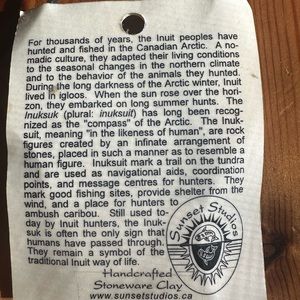 For thousands of years, the Inuit peoples have
hunted and fished in the Canadian Arctic. A no-
madic culture, they adapted their living conditions
to the seasonal changes in the northern climate
and to the behavior of the animals they hunted.
During the long darkness of the Arctic winter, Inuit
lived in igloos. When the sun rose over the hori-
zon, they embarked on long summer hunts. The
Inuksuk (plural: inuksuit) has long been recog-
nized as the "compass" of the Arctic. The Inuk-
suit, meaning "in the likeness of human", are rock
figures created by an infinate arrangement of
stones, placed in such a manner as to resemble a
human figure. Inuksuit mark a trail on the tundra
and are used as navigational aids, coordination
points, and message centres for hunters. They
mark good fishing sites, provide shelter from the
wind, and a place for hunters to
ambush caribou. Still used to-
day by Inuit hunters, the Inuk-
suk is often the only sign that
humans have passed through.
They remain a symbol of the
traditional Inuit way of life.
Sunset Studios
Handcrafted
Stoneware Clay
www.sunsetstudios.ca